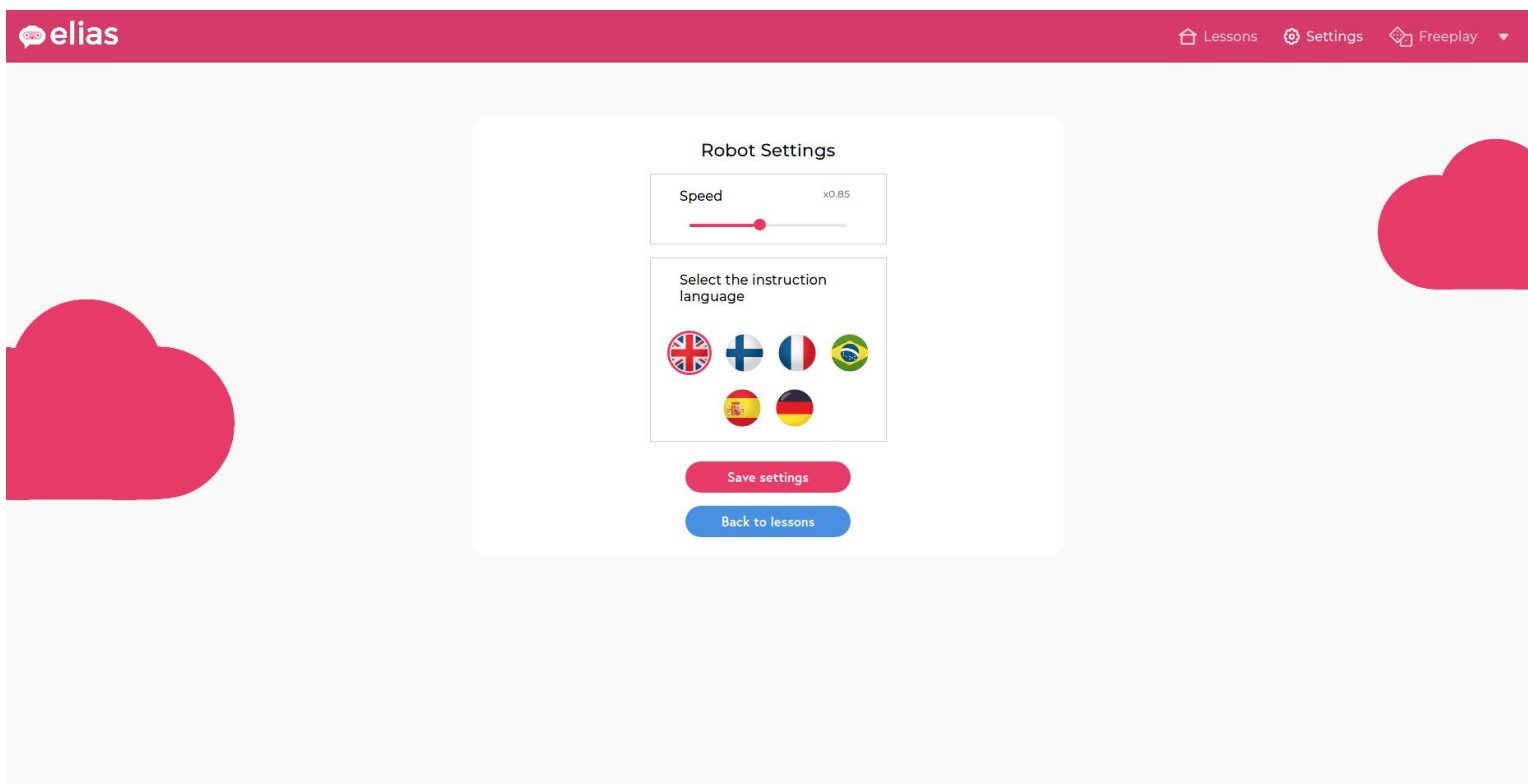 elias
Lessons
Settings
Freeplay
Robot Settings
Speed
x0.85
Select the instruction
language
Save settings
Back to lessons